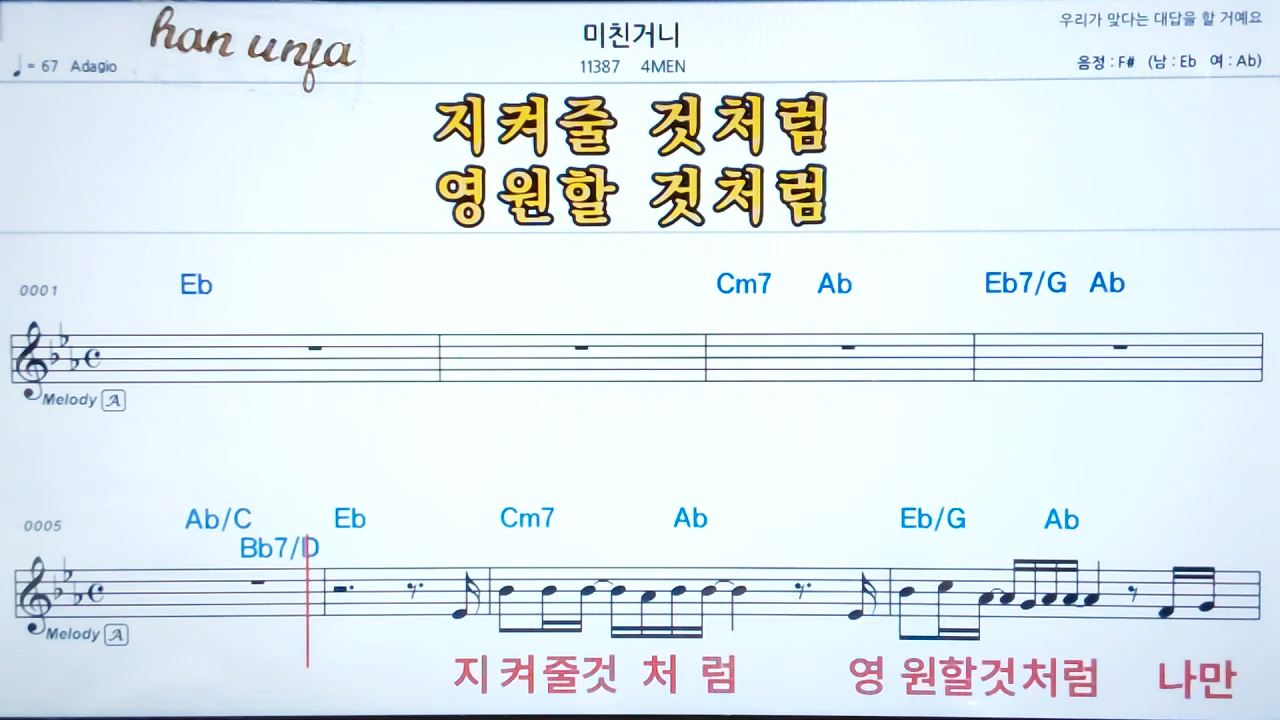 han unfa
미친거니
우리가 맞다는 대답을 할 거예요
♩= 67 Adagio
11387 4MEN
음정 : F# (남 : Eb 여 : Ab)
지켜줄 것처럼
영원할 것처럼
0001 Eb Cm7 Ab Eb7/G Ab
Melody A
0005 Ab/C Eb Cm7 Ab Eb/G Ab
Bb7/D
Melody A
지 켜줄것 처 럼 영 원할것처럼 나만